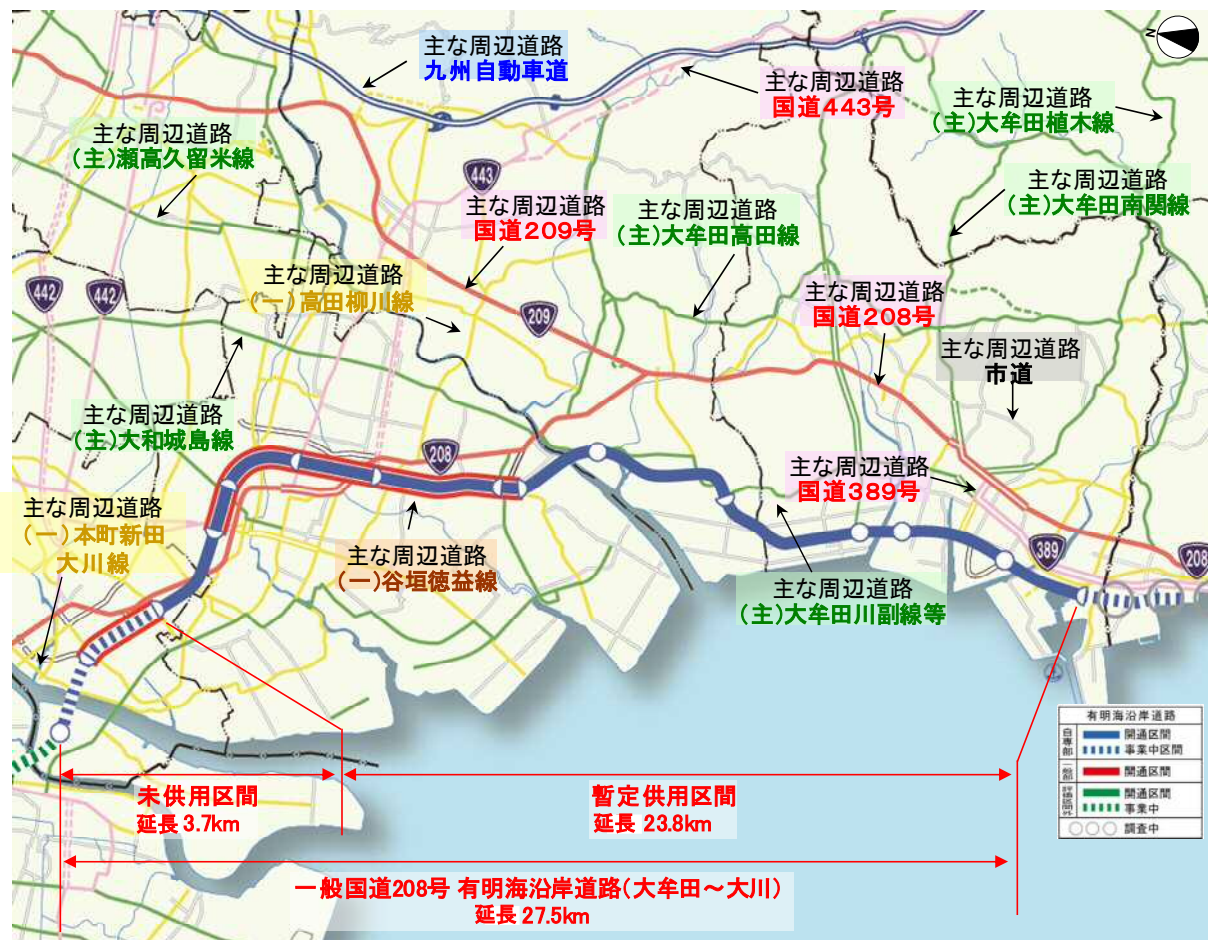 主な周辺道路
九州自動車道
N
主な周辺道路
国道443号
主な周辺道路
(主)大牟田植木線
主な周辺道路
(主)瀬高久留米線
443
主な周辺道路
(主)大牟田南関線
主な周辺道路
国道209号
主な周辺道路
(主)大牟田高田線
主な周辺道路
(一)高田柳川線
442
442
209
主な周辺道路
国道208号
主な周辺道路
市道
主な周辺道路
(主)大和城島線
208
主な周辺道路
国道389号
主な周辺道路
(一)本町新田
大川線
主な周辺道路
(一)谷垣徳益線
389
208
主な周辺道路
(主)大牟田川副線等
有明海沿岸道路
自専部
開通区間
事業中区間
一般部
開通区間
評価区間外
開通区間
事業中
調査中
未供用区間
延長 3.7km
暫定供用区間
延長 23.8km
一般国道208号 有明海沿岸道路(大牟田～大川)
延長 27.5km